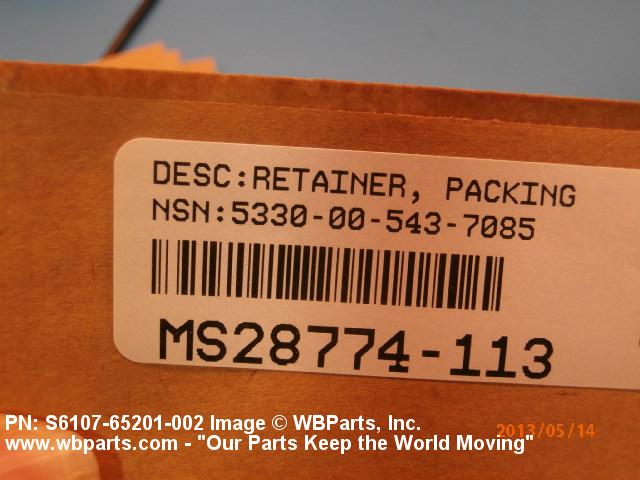 DESC:RETAINER, PACKING
NSN:5330-00-543-7085
MS28774-113
PN: S6107-65201-002 Image © WBParts, Inc.
2013/05/14
www.wbparts.com - "Our Parts Keep the World Moving"